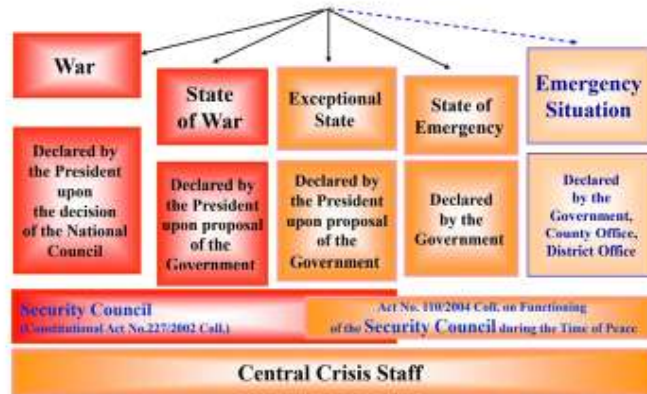 War
State
of War
Exceptional
State
State of
Emergency
Emergency
Situation
Declared by
the President
upon
the decision
of the National
Council
Declared by
the President
upon proposal
of the
Government
Declared by
the President
upon proposal
of the
Government
Declared
by the
Government
Declared
by the
Government,
County Office,
District Office
Security Council
(Constitutional Act No.227/2002 Coll.)
Act No. 110/2004 Coll. on Functioning
of the Security Council during the Time of Peace
Central Crisis Staff